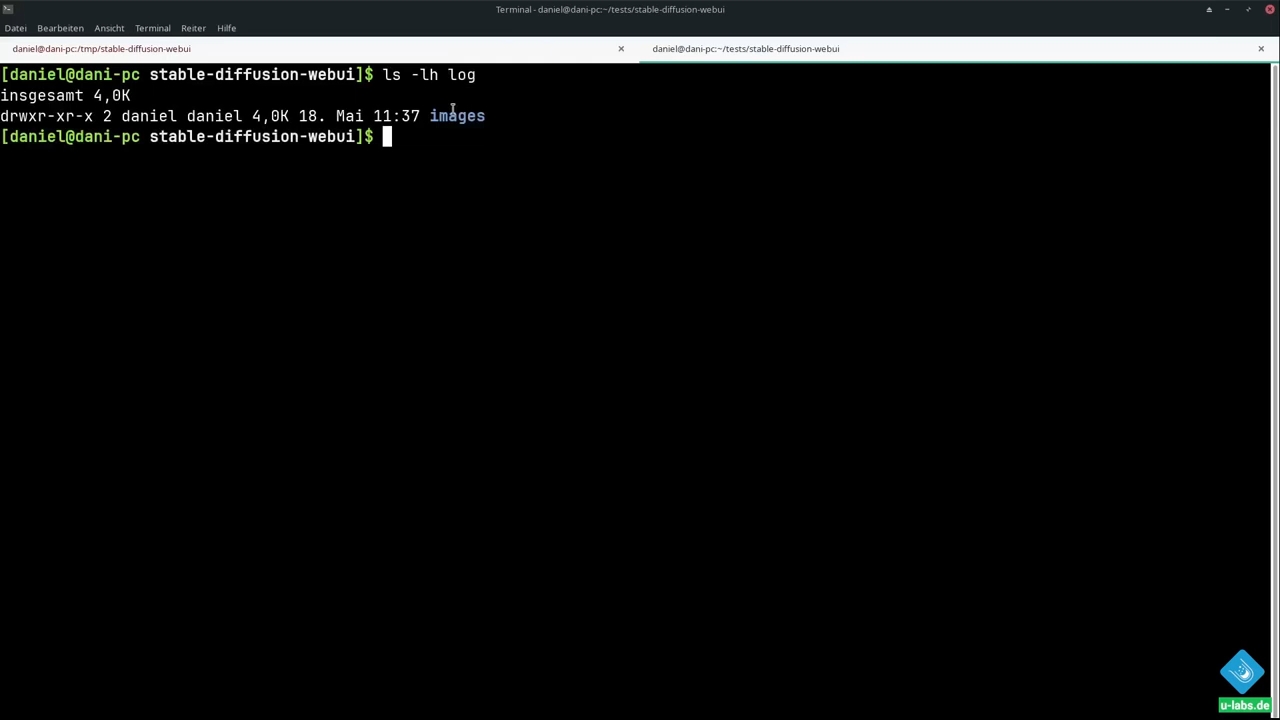 Terminal - daniel@dani-pc:~/tests/stable-diffusion-webui
Datei Bearbeiten Ansicht Terminal Reiter Hilfe
daniel@dani-pc:/tmp/stable-diffusion-webui
daniel@dani-pc:~/tests/stable-diffusion-webui
[daniel@dani-pc stable-diffusion-webui]$ ls -lh log
insgesamt 4,0K
drwxr-xr-x 2 daniel daniel 4,0K 18. Mai 11:37 images
[daniel@dani-pc stable-diffusion-webui]$
u-labs.de